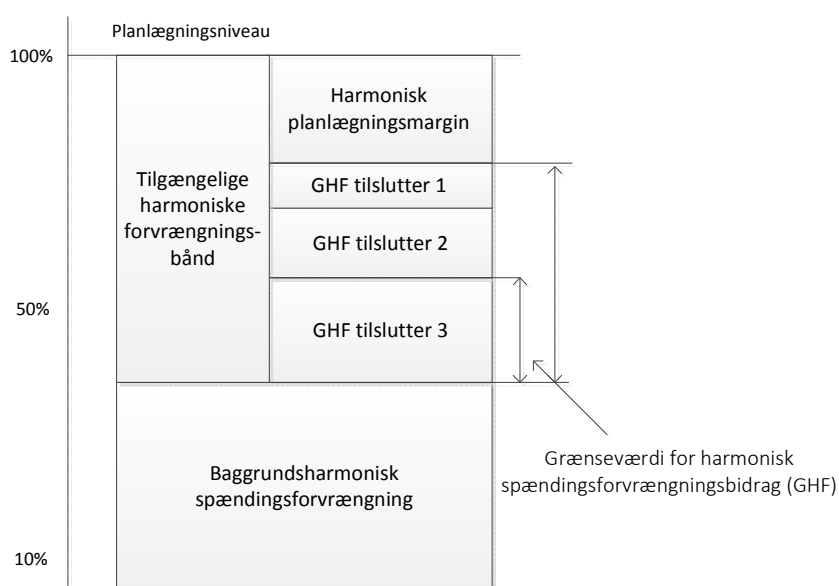 Planlægningsniveau
100%
Harmonisk
planlægningsmargin
Tilgængelige
harmoniske
forvrængnings-
bånd
GHF tilslutter 1
GHF tilslutter 2
50%
GHF tilslutter 3
Grænseværdi for harmonisk
spændingsforvrængningsbidrag (GHF)
Baggrundsharmonisk
spændingsforvrængning
10%